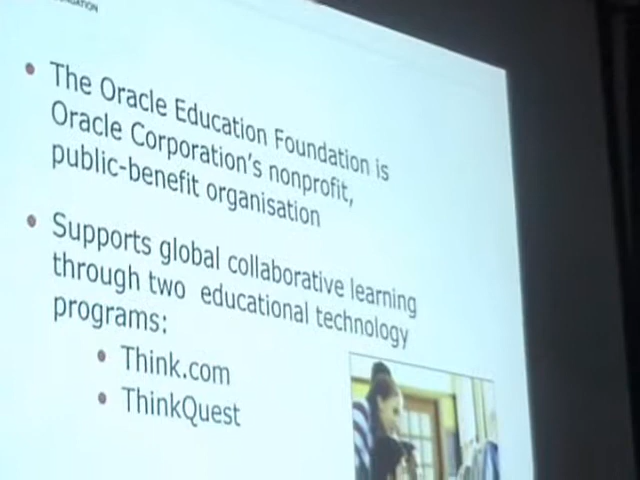 • The Oracle Education Foundation is
Oracle Corporation's nonprofit,
public-benefit organisation
• Supports global collaborative learning
through two educational technology
programs:
• Think.com
• ThinkQuest